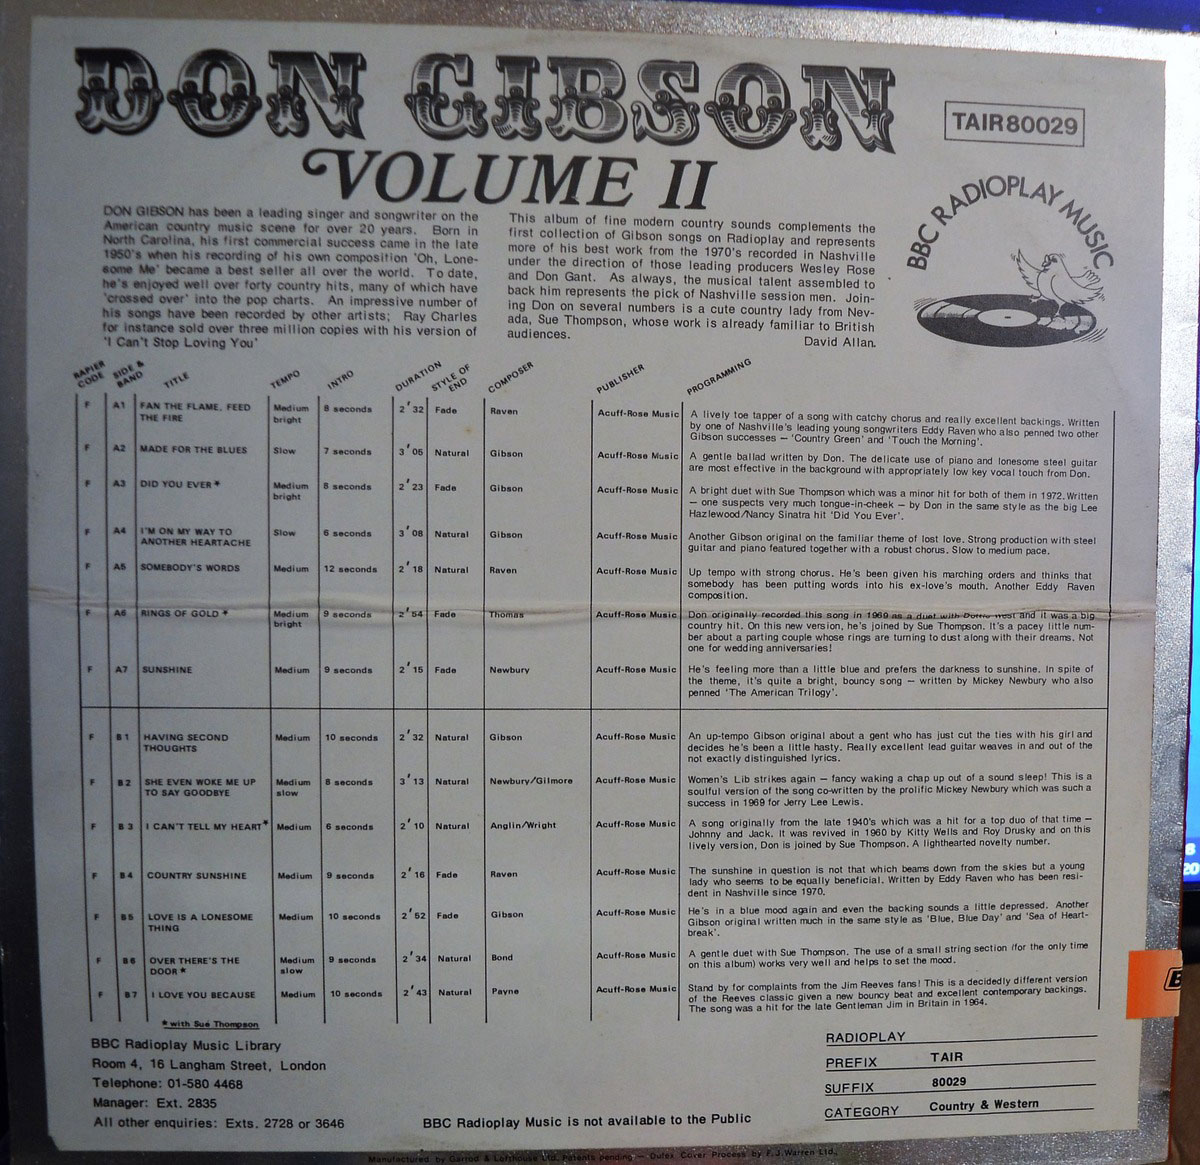 DON GIBSON
VOLUME II
TAIR80029
BBC RADIOPLAY MUSIC
DON GIBSON has been a leading singer and songwriter on the
American country music scene for over 20 years. Born in
North Carolina, his first commercial success came in the late
1950's when his recording of his own composition 'Oh, Lone-
some Me' became a best seller all over the world. To date,
he's enjoyed well over forty country hits, many of which have
'crossed over' into the pop charts. An impressive number of
his songs have been recorded by other artists; Ray Charles
for instance sold over three million copies with his version of
'I Can't Stop Loving You'
This album of fine modern country sounds complements the
first collection of Gibson songs on Radioplay and represents
more of his best work from the 1970's recorded in Nashville
under the direction of those leading producers Wesley Rose
and Don Gant. As always, the musical talent assembled to
back him represents the pick of Nashville session men. Join-
ing Don on several numbers is a cute country lady from Nev-
ada, Sue Thompson, whose work is already familiar to British
audiences.
David Allan.
RAPIER CODE SIDE & BAND TITLE TEMPO INTRO DURATION STYLE OF END COMPOSER PUBLISHER PROGRAMMING
F A1 FAN THE FLAME, FEED Medium 8 seconds 2'32 Fade Raven Acuff-Rose Music A lively toe tapper of a song with catchy chorus and really excellent backings. Written
THE FIRE bright by one of Nashville's leading young songwriters Eddy Raven who also penned two other
Gibson successes — 'Country Green' and 'Touch the Morning'.
F A2 MADE FOR THE BLUES Slow 7 seconds 3'05 Natural Gibson Acuff-Rose Music A gentle ballad written by Don. The delicate use of piano and lonesome steel guitar
are most effective in the background with appropriately low key vocal touch from Don.
F A3 DID YOU EVER* Medium 8 seconds 2'23 Fade Gibson Acuff-Rose Music A bright duet with Sue Thompson which was a minor hit for both of them in 1972. Written
bright — one suspects very much tongue-in-cheek — by Don in the same style as the big Lee
Hazlewood/Nancy Sinatra hit 'Did You Ever'.
F A4 I'M ON MY WAY TO Slow 6 seconds 3'08 Natural Gibson Acuff-Rose Music Another Gibson original on the familiar theme of lost love. Strong production with steel
ANOTHER HEARTACHE guitar and piano featured together with a robust chorus. Slow to medium pace.
F A5 SOMEBODY'S WORDS Medium 12 seconds 2'18 Natural Raven Acuff-Rose Music Up tempo with strong chorus. He's been given his marching orders and thinks that
somebody has been putting words into his ex-love's mouth. Another Eddy Raven
composition.
F A6 RINGS OF GOLD* Medium 9 seconds 2'54 Fade Thomas Acuff-Rose Music Don originally recorded this song in 1969 as a duet with Dottie West and it was a big
bright country hit. On this new version, he's joined by Sue Thompson. It's a pacey little num-
ber about a parting couple whose rings are turning to dust along with their dreams. Not
one for wedding anniversaries!
F A7 SUNSHINE Medium 9 seconds 2'15 Fade Newbury Acuff-Rose Music He's feeling more than a little blue and prefers the darkness to sunshine. In spite of
the theme, it's quite a bright, bouncy song — written by Mickey Newbury who also
penned 'The American Trilogy'.
F B1 HAVING SECOND Medium 10 seconds 2'32 Natural Gibson Acuff-Rose Music An up-tempo Gibson original about a gent who has just cut the ties with his girl and
THOUGHTS decides he's been a little hasty. Really excellent lead guitar weaves in and out of the
not exactly distinguished lyrics.
F B2 SHE EVEN WOKE ME UP Medium 8 seconds 3'13 Natural Newbury/Gilmore Acuff-Rose Music Women's Lib strikes again — fancy waking a chap up out of a sound sleep! This is a
TO SAY GOODBYE slow soulful version of the song co-written by the prolific Mickey Newbury which was such a
success in 1969 for Jerry Lee Lewis.
F B3 I CAN'T TELL MY HEART* Medium 6 seconds 2'10 Natural Anglin/Wright Acuff-Rose Music A song originally from the late 1940's which was a hit for a top duo of that time —
Johnny and Jack. It was revived in 1960 by Kitty Wells and Roy Drusky and on this
lively version, Don is joined by Sue Thompson. A lighthearted novelty number.
F B4 COUNTRY SUNSHINE Medium 9 seconds 2'16 Fade Raven Acuff-Rose Music The sunshine in question is not that which beams down from the skies but a young
lady who seems to be equally beneficial. Written by Eddy Raven who has been resi-
dent in Nashville since 1970.
F B5 LOVE IS A LONESOME Medium 10 seconds 2'52 Fade Gibson Acuff-Rose Music He's in a blue mood again and even the backing sounds a little depressed. Another
THING Gibson original written much in the same style as 'Blue, Blue Day' and 'Sea of Heart-
break'.
F B6 OVER THERE'S THE Medium 9 seconds 2'34 Natural Bond Acuff-Rose Music A gentle duet with Sue Thompson. The use of a small string section (for the only time
DOOR* slow on this album) works very well and helps to set the mood.
F B7 I LOVE YOU BECAUSE Medium 10 seconds 2'43 Natural Payne Acuff-Rose Music Stand by for complaints from the Jim Reeves fans! This is a decidedly different version
of the Reeves classic given a new bouncy beat and excellent contemporary backings.
The song was a hit for the late Gentleman Jim in Britain in 1964.
*with Sue Thompson
BBC Radioplay Music Library
Room 4, 16 Langham Street, London
Telephone: 01-580 4468
Manager: Ext. 2835
All other enquiries: Exts. 2728 or 3646
BBC Radioplay Music is not available to the Public
RADIOPLAY
PREFIX TAIR
SUFFIX 80029
CATEGORY Country & Western
Manufactured by Garrod & Lofthouse Ltd. Patents pending — Dufex Cover Process by F.J. Warren Ltd.